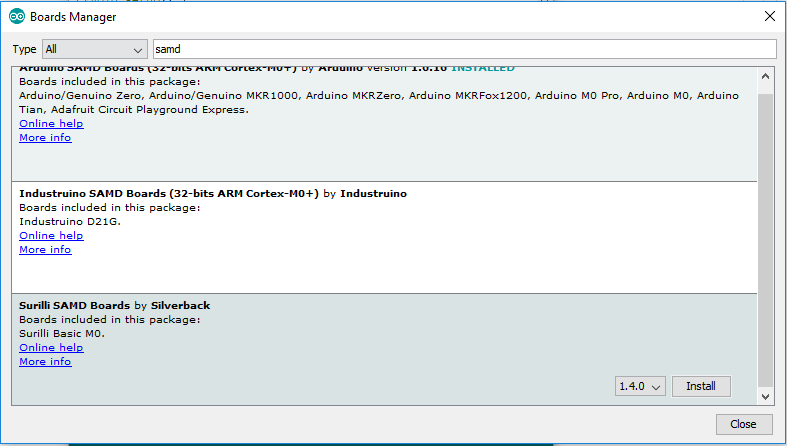 Boards Manager
Type All samd
Arduino SAMD Boards (32-bits ARM Cortex-M0+) by Arduino version 1.6.16 INSTALLED
Boards included in this package:
Arduino/Genuino Zero, Arduino/Genuino MKR1000, Arduino MKRZero, Arduino MKRFox1200, Arduino M0 Pro, Arduino M0, Arduino
Tian, Adafruit Circuit Playground Express.
Online help
More info
Industruino SAMD Boards (32-bits ARM Cortex-M0+) by Industruino
Boards included in this package:
Industruino D21G.
Online help
More info
Surilli SAMD Boards by Silverback
Boards included in this package:
Surilli Basic M0.
Online help
More info
1.4.0 Install
Close